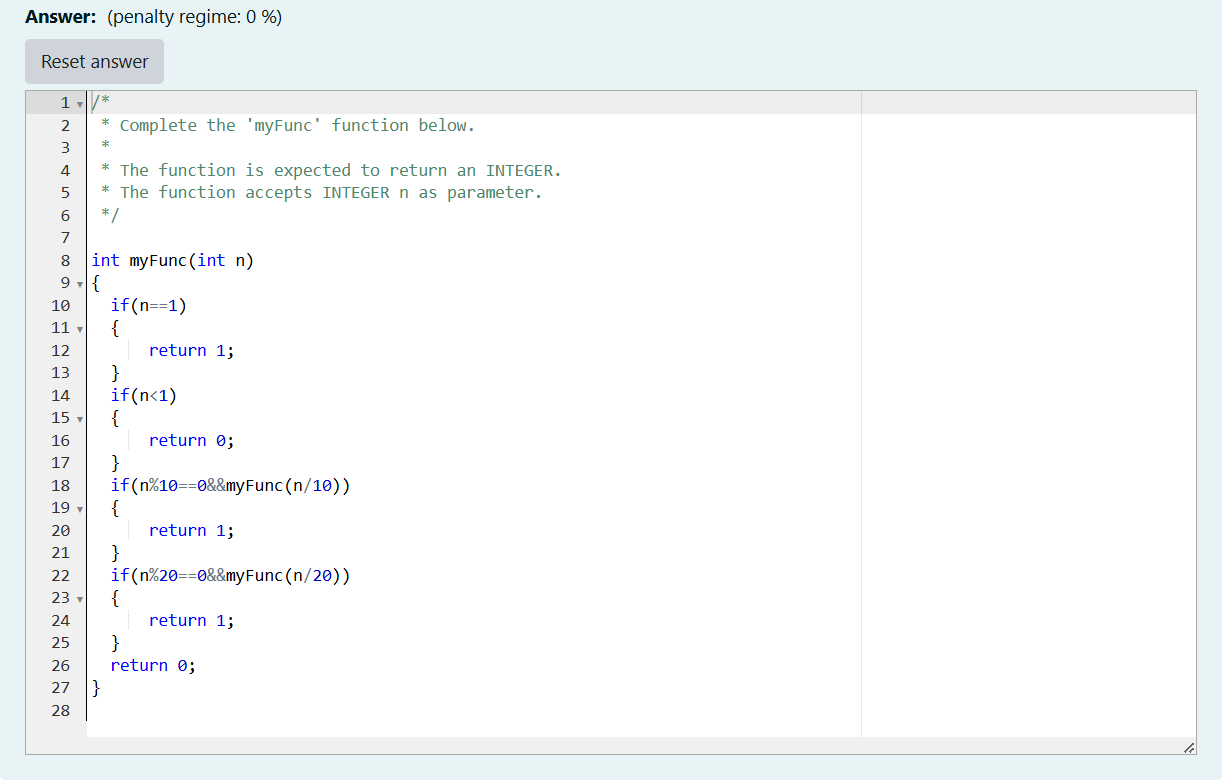 Answer: (penalty regime: 0 %)
Reset answer
1 /*
2  * Complete the 'myFunc' function below.
3  *
4  * The function is expected to return an INTEGER.
5  * The function accepts INTEGER n as parameter.
6  */
7
8 int myFunc(int n)
9 {
10   if(n==1)
11   {
12       return 1;
13   }
14   if(n<1)
15   {
16       return 0;
17   }
18   if(n%10==0&&myFunc(n/10))
19   {
20       return 1;
21   }
22   if(n%20==0&&myFunc(n/20))
23   {
24       return 1;
25   }
26   return 0;
27 }
28